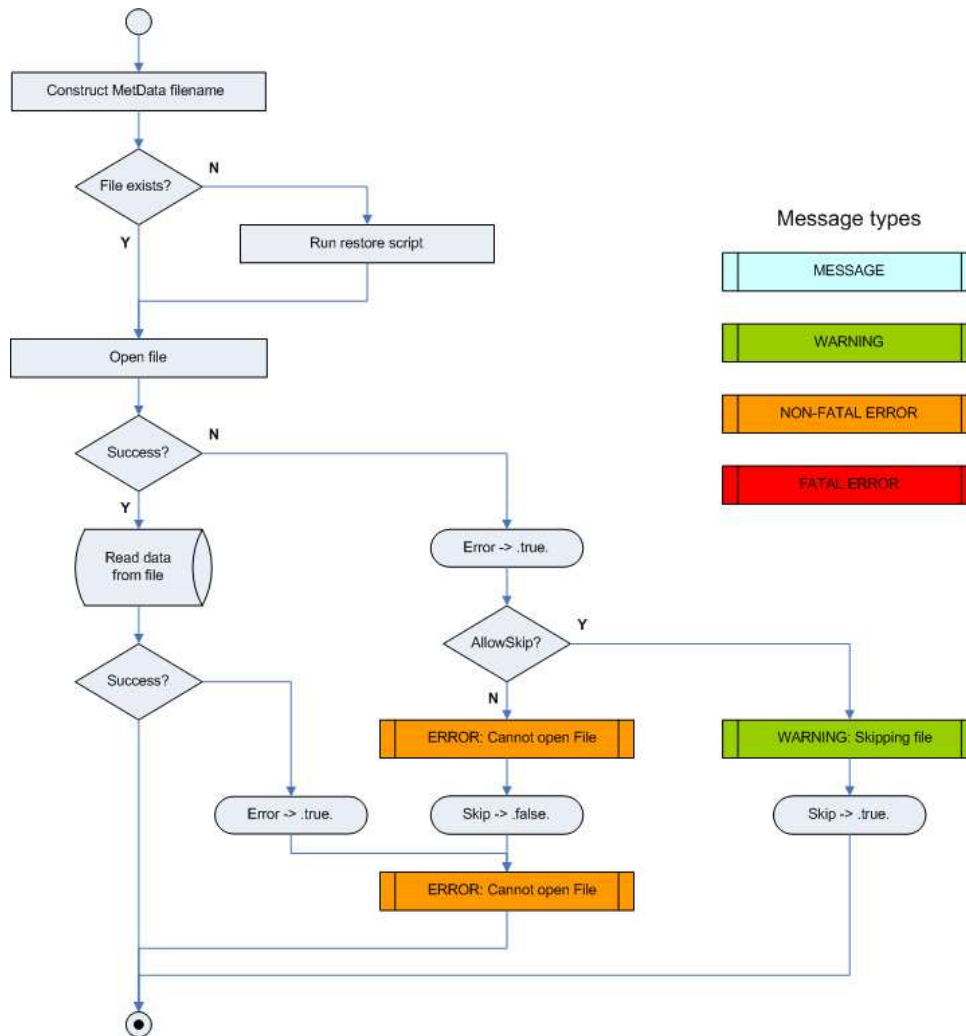 Construct MetData filename
File exists?
N
Y
Run restore script
Message types
MESSAGE
WARNING
NON-FATAL ERROR
FATAL ERROR
Open file
Success?
N
Y
Read data
from file
Error -> .true.
AllowSkip?
Y
N
Success?
ERROR: Cannot open File
WARNING: Skipping file
Error -> .true.
Skip -> .false.
Skip -> .true.
ERROR: Cannot open File